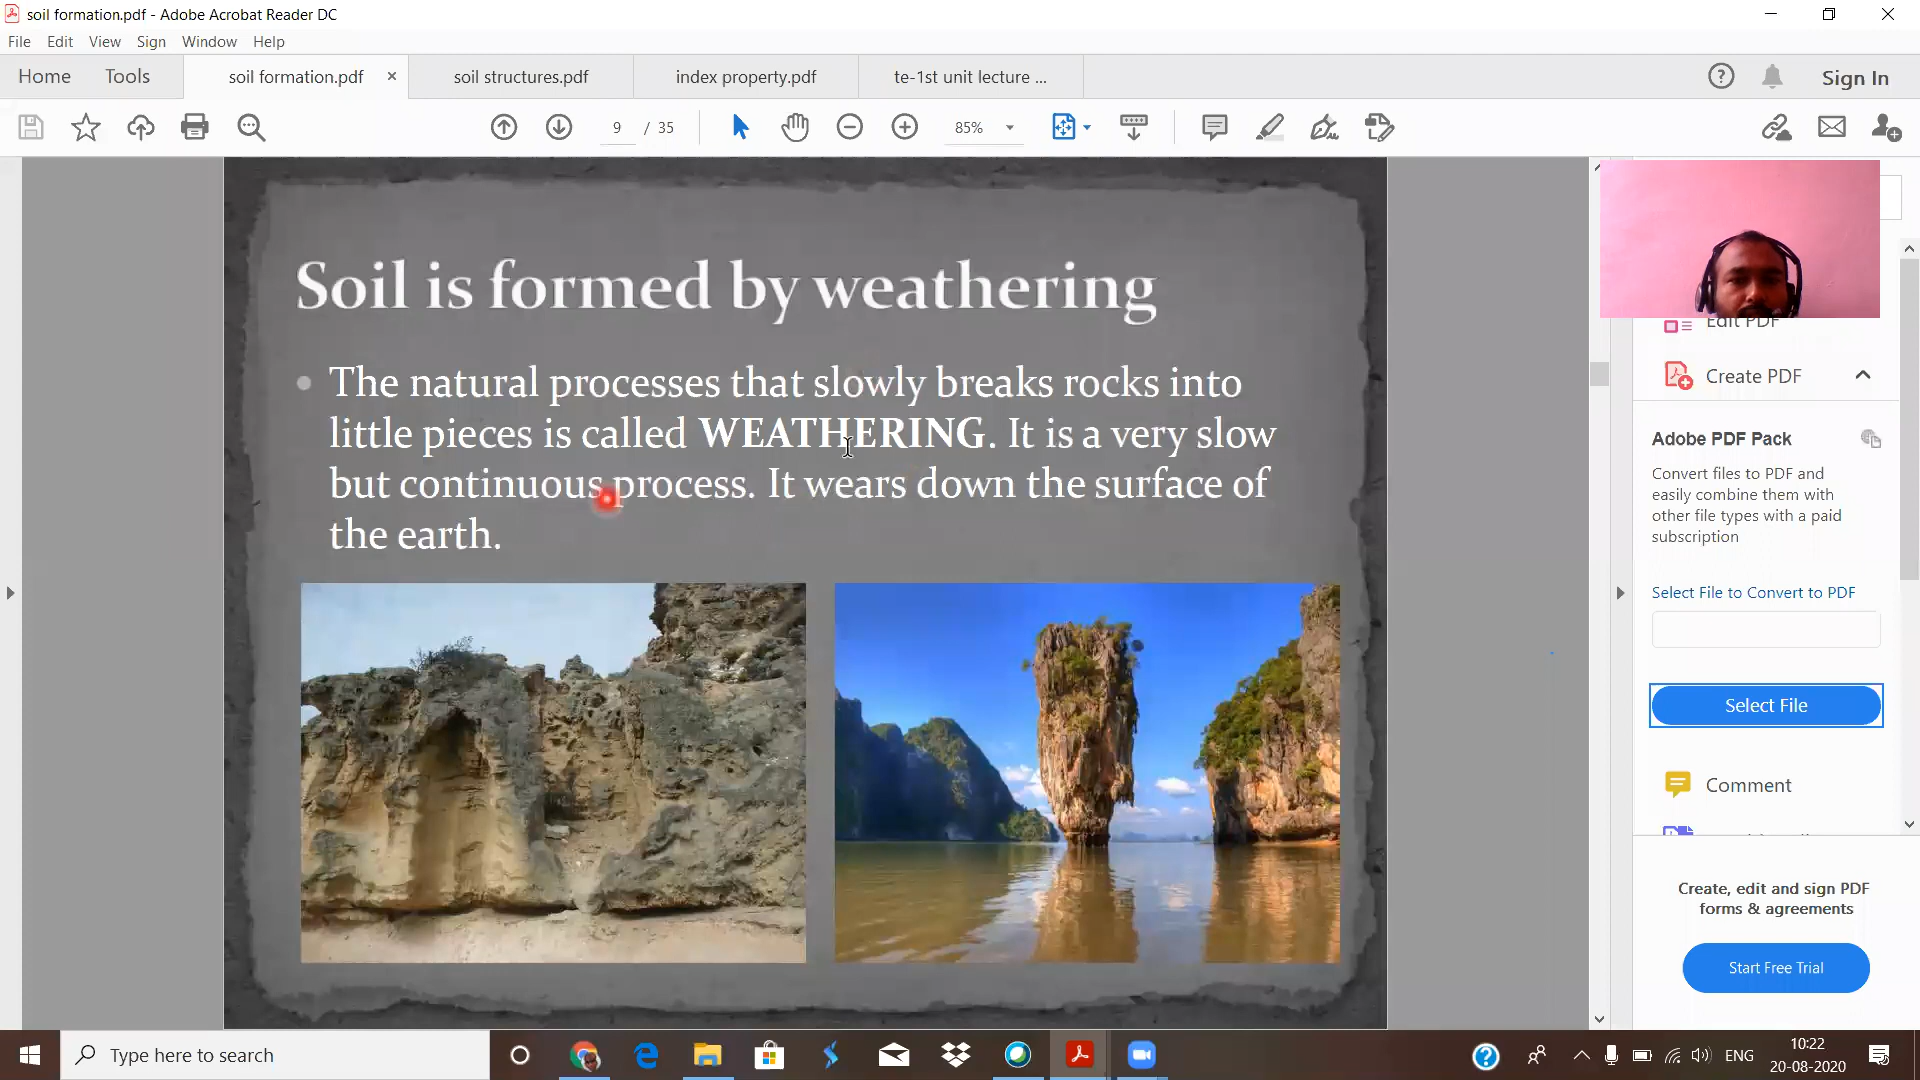 soil formation.pdf - Adobe Acrobat Reader DC
File Edit View Sign Window Help
Home Tools soil formation.pdf × soil structures.pdf index property.pdf te-1st unit lecture ... Sign In
9 / 35 85%
Soil is formed by weathering
The natural processes that slowly breaks rocks into
little pieces is called WEATHERING. It is a very slow
but continuous process. It wears down the surface of
the earth.
Edit PDF
Create PDF
Adobe PDF Pack
Convert files to PDF and
easily combine them with
other file types with a paid
subscription
Select File to Convert to PDF
Select File
Comment
Create, edit and sign PDF
forms & agreements
Start Free Trial
Type here to search
ENG
10:22
20-08-2020